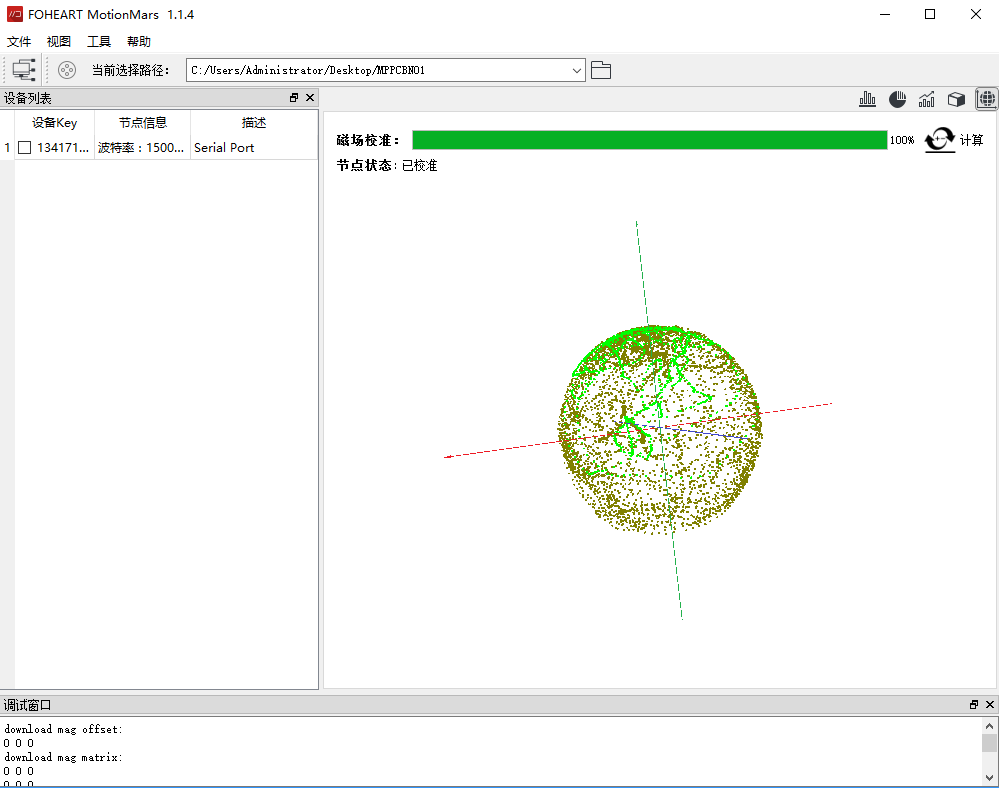 FOHEART MotionMars 1.1.4
文件 视图 工具 帮助
当前选择路径： C:/Users/Administrator/Desktop/MPPCBNO1
设备列表
设备Key 节点信息 描述
1 134171... 波特率：1500... Serial Port
磁场校准： 100% 计算
节点状态：已校准
调试窗口
download mag offset:
0 0 0
download mag matrix:
0 0 0
0 0 0